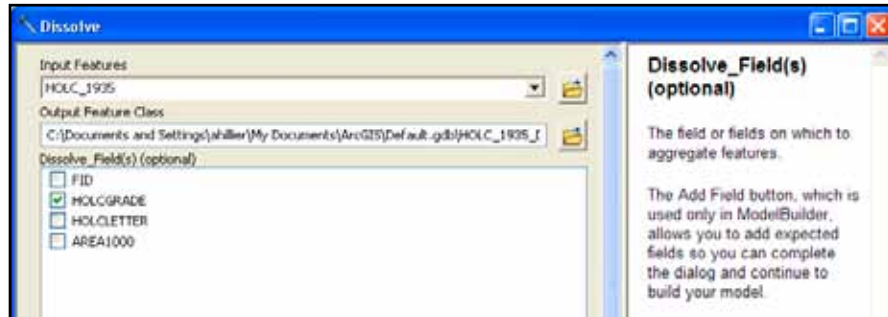 Dissolve
Input Features
HOLC_1935
Output Feature Class
C:\Documents and Settings\ahillier\My Documents\ArcGIS\Default.gdb\HOLC_1935_D
Dissolve_Field(s) (optional)
FID
HOLCGRADE
HOLCLETTER
AREA1000
Dissolve_Field(s)
(optional)
The field or fields on which to
aggregate features.
The Add Field button, which is
used only in ModelBuilder,
allows you to add expected
fields so you can complete
the dialog and continue to
build your model.